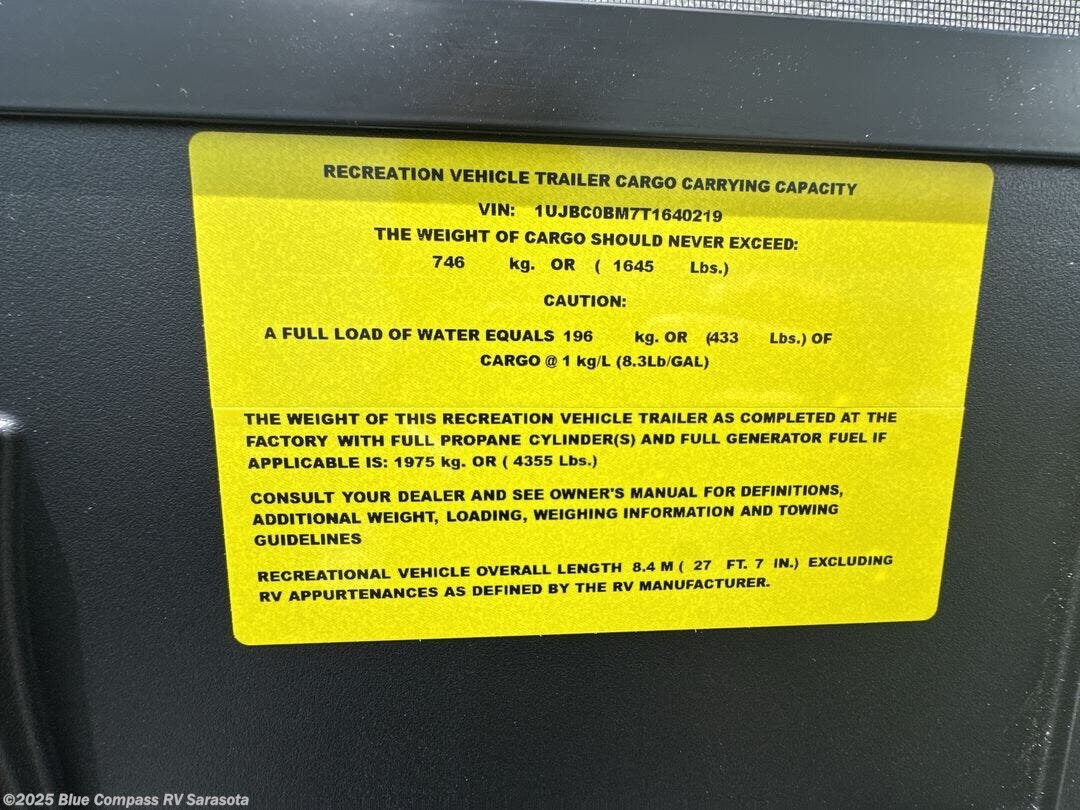 RECREATION VEHICLE TRAILER CARGO CARRYING CAPACITY
VIN: 1UJBC0BM7T1640219
THE WEIGHT OF CARGO SHOULD NEVER EXCEED:
746 kg. OR ( 1645 Lbs.)
CAUTION:
A FULL LOAD OF WATER EQUALS 196 kg. OR (433 Lbs.) OF
CARGO @ 1 kg/L (8.3Lb/GAL)
THE WEIGHT OF THIS RECREATION VEHICLE TRAILER AS COMPLETED AT THE
FACTORY WITH FULL PROPANE CYLINDER(S) AND FULL GENERATOR FUEL IF
APPLICABLE IS: 1975 kg. OR ( 4355 Lbs.)
CONSULT YOUR DEALER AND SEE OWNER'S MANUAL FOR DEFINITIONS,
ADDITIONAL WEIGHT, LOADING, WEIGHING INFORMATION AND TOWING
GUIDELINES
RECREATIONAL VEHICLE OVERALL LENGTH 8.4 M ( 27 FT. 7 IN.) EXCLUDING
RV APPURTENANCES AS DEFINED BY THE RV MANUFACTURER.
©2025 Blue Compass RV Sarasota